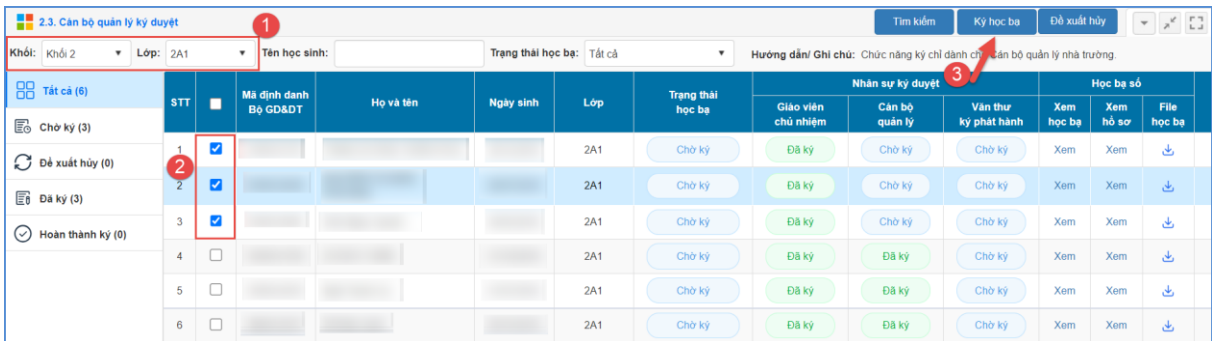 2.3. Cán bộ quản lý ký duyệt
1
Tìm kiếm
Ký học bạ
Đề xuất hủy
Khối: Khối 2 Lớp: 2A1 Tên học sinh: Trạng thái học bạ: Tất cả Hướng dẫn/ Ghi chú: Chức năng ký chỉ dành Cán bộ quản lý nhà trường.
3
Tất cả (6)
Chờ ký (3)
Đề xuất hủy (0)
Đã ký (3)
Hoàn thành ký (0)
STT Mã định danh Bộ GD&ĐT Họ và tên Ngày sinh Lớp Trạng thái học bạ Nhân sự ký duyệt Học bạ số
Giáo viên chủ nhiệm Cán bộ quản lý Văn thư ký phát hành Xem học bạ Xem hồ sơ File học bạ
1 2A1 Chờ ký Đã ký Chờ ký Chờ ký Xem Xem
2
2 2A1 Chờ ký Đã ký Chờ ký Chờ ký Xem Xem
3 2A1 Chờ ký Đã ký Chờ ký Chờ ký Xem Xem
4 2A1 Chờ ký Đã ký Đã ký Chờ ký Xem Xem
5 2A1 Chờ ký Đã ký Đã ký Chờ ký Xem Xem
6 2A1 Chờ ký Đã ký Đã ký Chờ ký Xem Xem